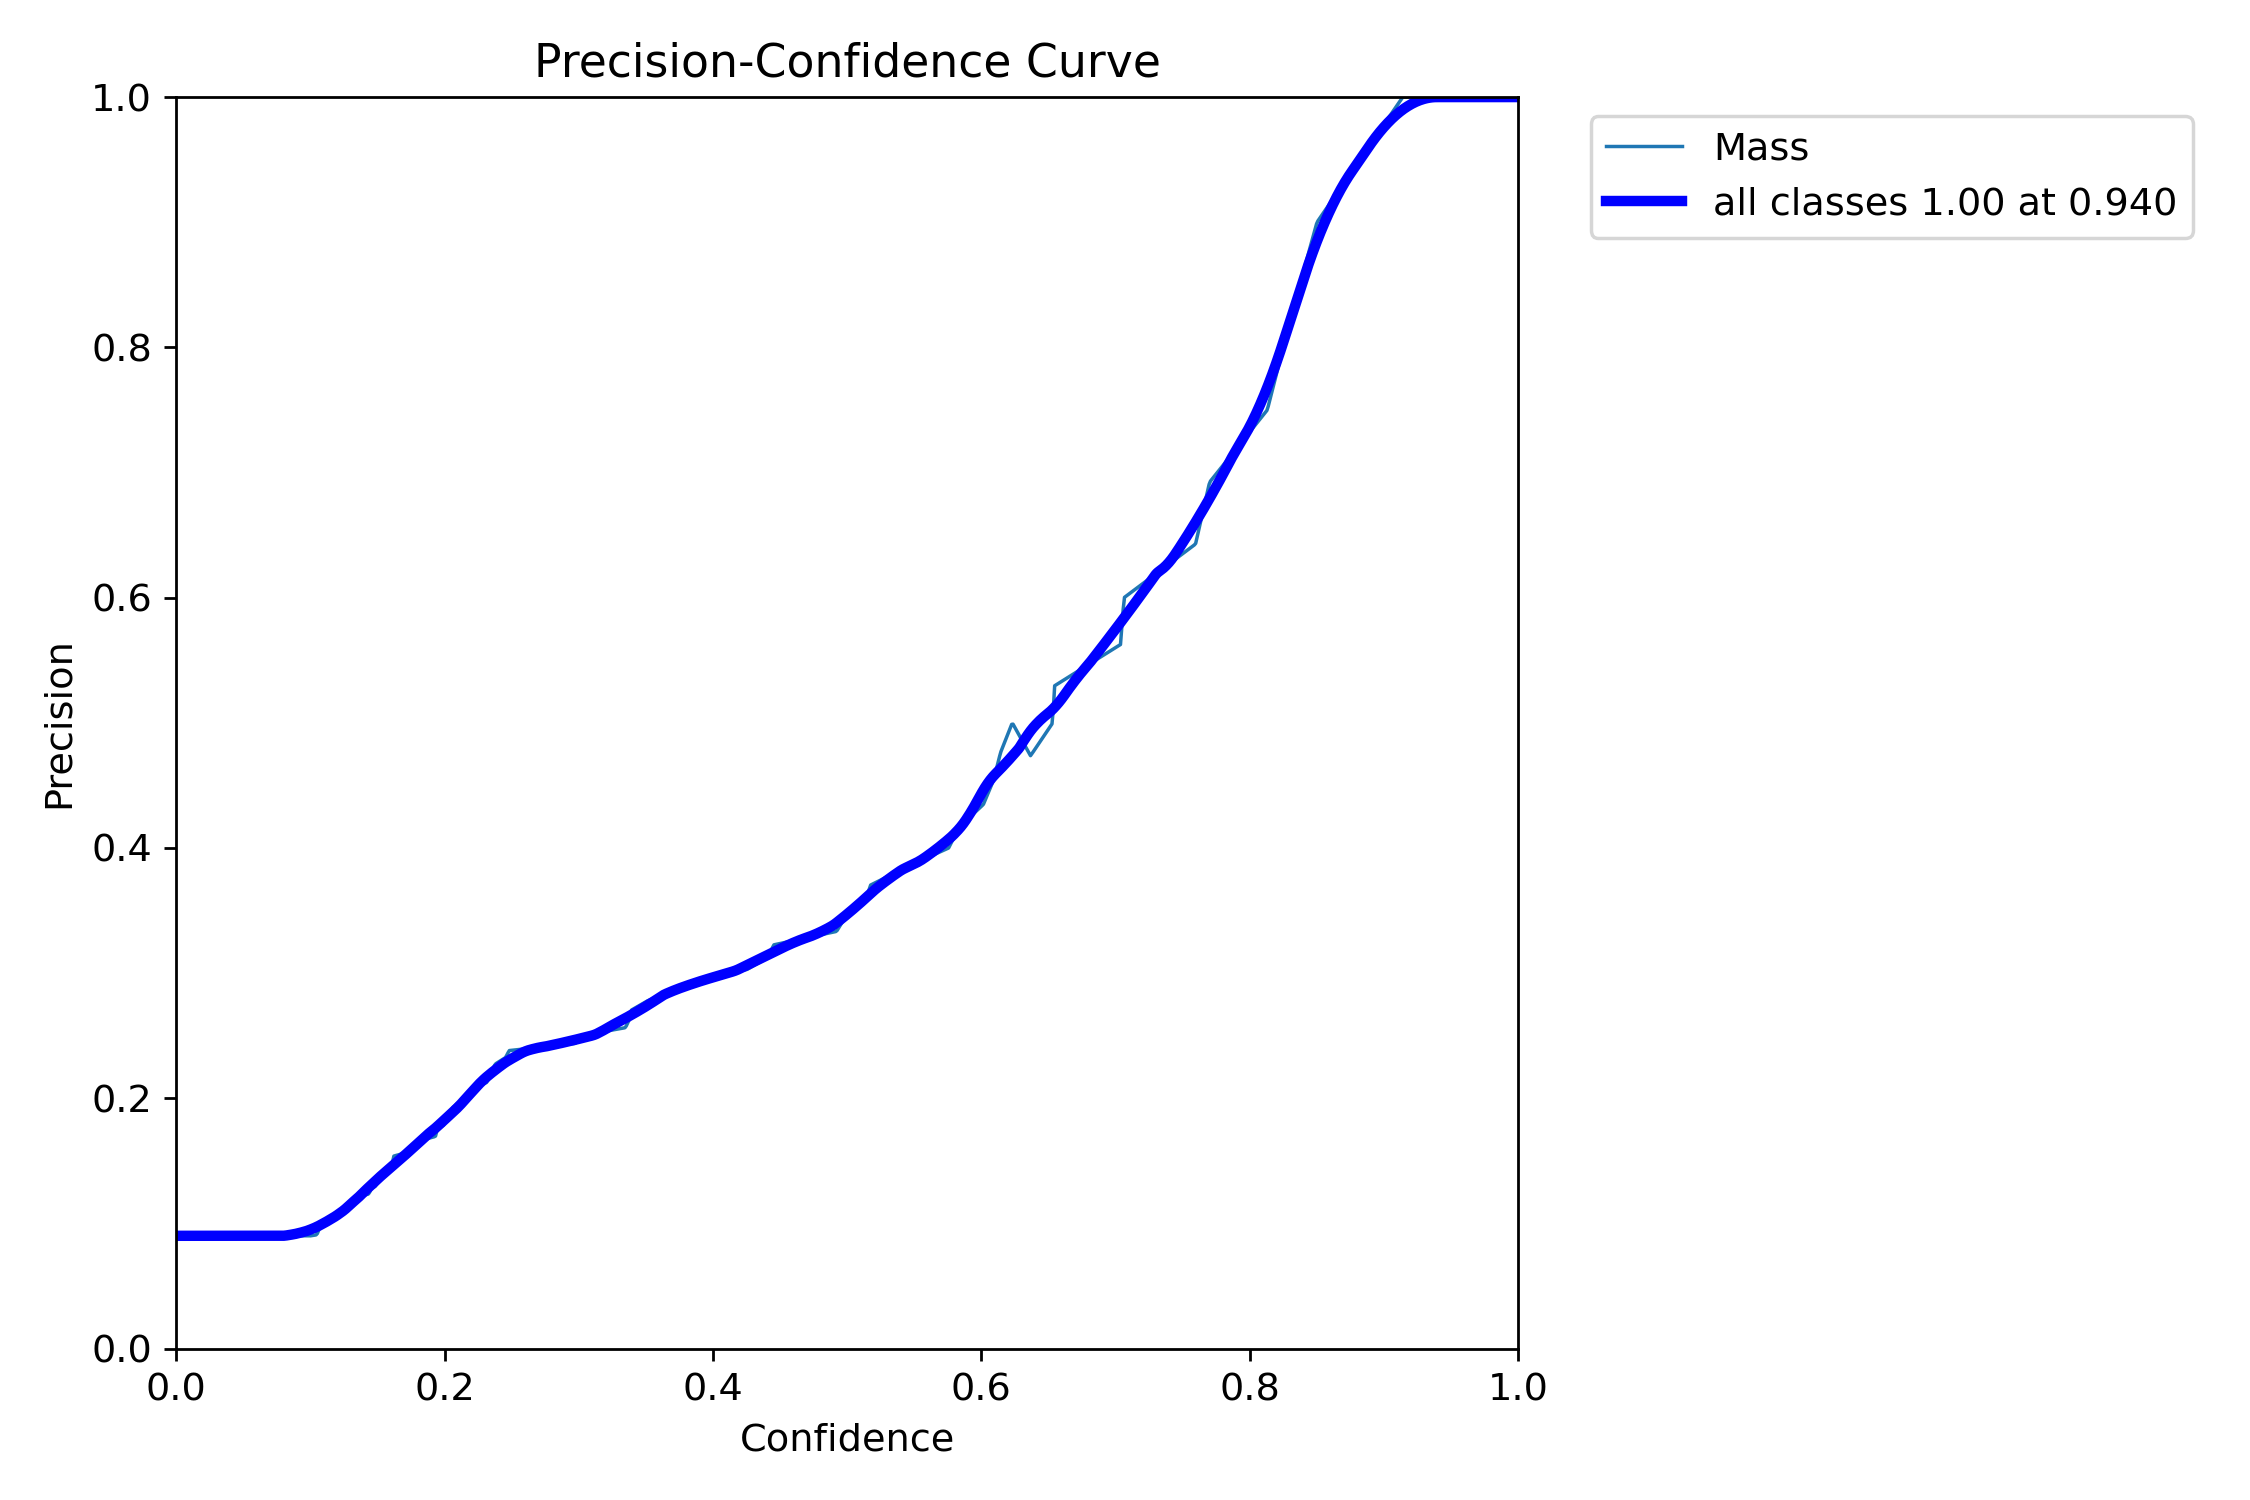 Precision-Confidence Curve
Mass
all classes 1.00 at 0.940
Precision
1.0
0.8
0.6
0.4
0.2
0.0
0.0 0.2 0.4 0.6 0.8 1.0
Confidence